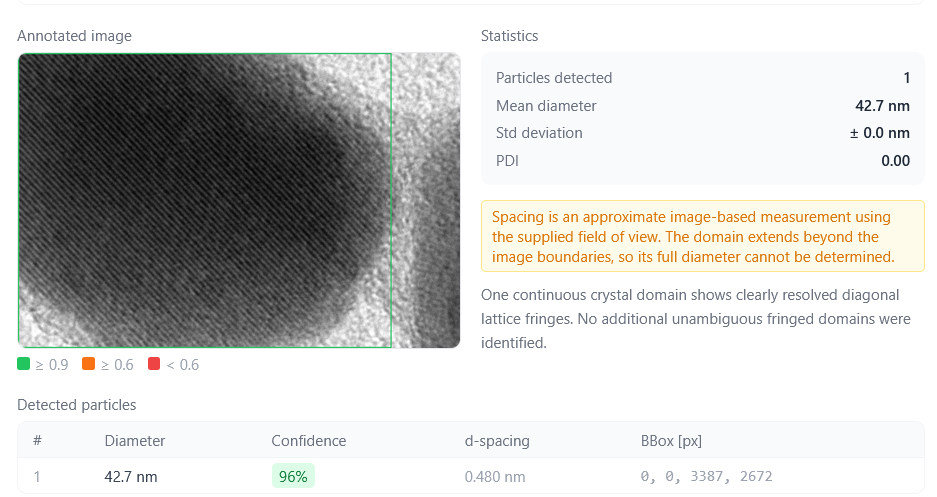 Annotated image
Statistics
Particles detected 1
Mean diameter 42.7 nm
Std deviation ± 0.0 nm
PDI 0.00
Spacing is an approximate image-based measurement using
the supplied field of view. The domain extends beyond the
image boundaries, so its full diameter cannot be determined.
One continuous crystal domain shows clearly resolved diagonal
lattice fringes. No additional unambiguous fringed domains were
identified.
≥ 0.9 ≥ 0.6 < 0.6
Detected particles
# Diameter Confidence d-spacing BBox [px]
1 42.7 nm 96% 0.480 nm 0, 0, 3387, 2672